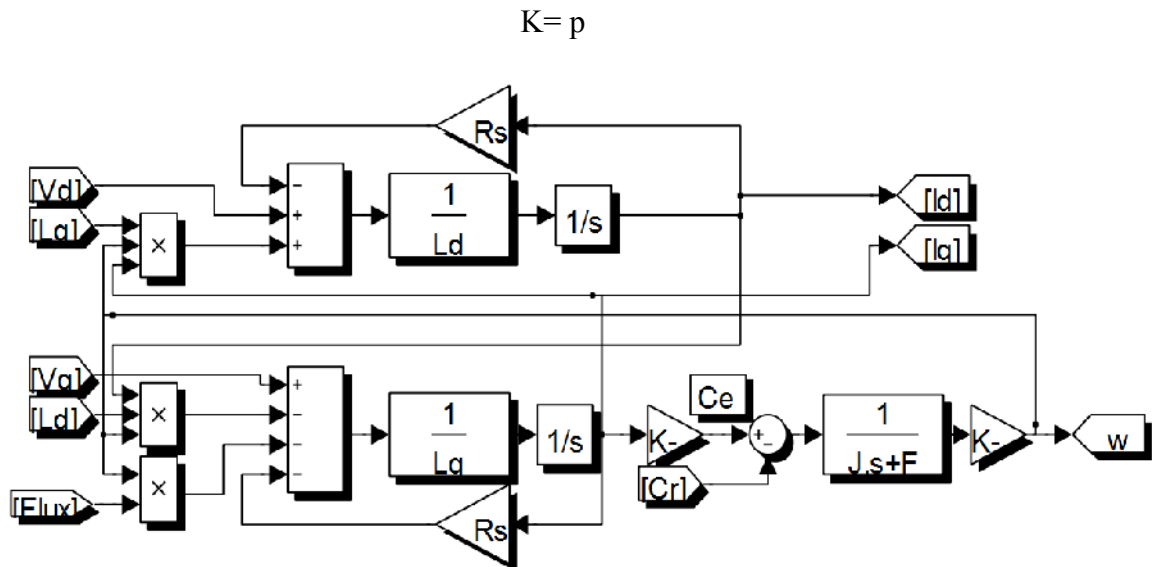 K= p
Rs
[Vd]
[Lq]
×
-
+
+
1
Ld
1/s
[Id]
[Iq]
[Vq]
[Ld]
×
×
+
-
-
-
1
Lq
1/s
K-
Ce
+
-
1
J.s+F
K-
w
[Cr]
[Flux]
Rs